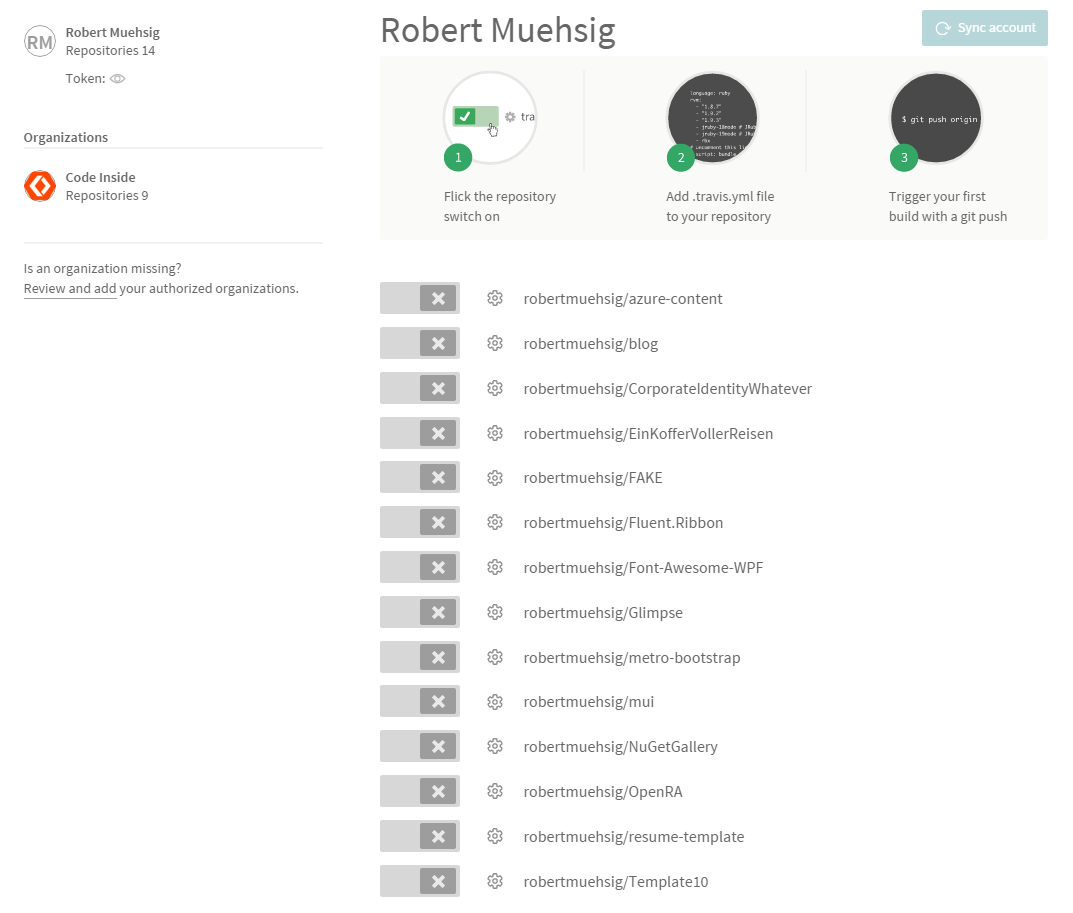 RM
Robert Muehsig
Repositories 14
Token:
Organizations
Code Inside
Repositories 9
Is an organization missing?
Review and add your authorized organizations.
Robert Muehsig
Sync account
tra
1
Flick the repository
switch on
language: ruby
rvm:
- "1.8.7"
- "1.9.2"
- "1.9.3"
- jruby-18mode # JRub
- jruby-19mode # JRu
- rbx
# uncomment this li
script: bundle
2
Add .travis.yml file
to your repository
$ git push origin
3
Trigger your first
build with a git push
robertmuehsig/azure-content
robertmuehsig/blog
robertmuehsig/CorporateIdentityWhatever
robertmuehsig/EinKofferVollerReisen
robertmuehsig/FAKE
robertmuehsig/Fluent.Ribbon
robertmuehsig/Font-Awesome-WPF
robertmuehsig/Glimpse
robertmuehsig/metro-bootstrap
robertmuehsig/mui
robertmuehsig/NuGetGallery
robertmuehsig/OpenRA
robertmuehsig/resume-template
robertmuehsig/Template10